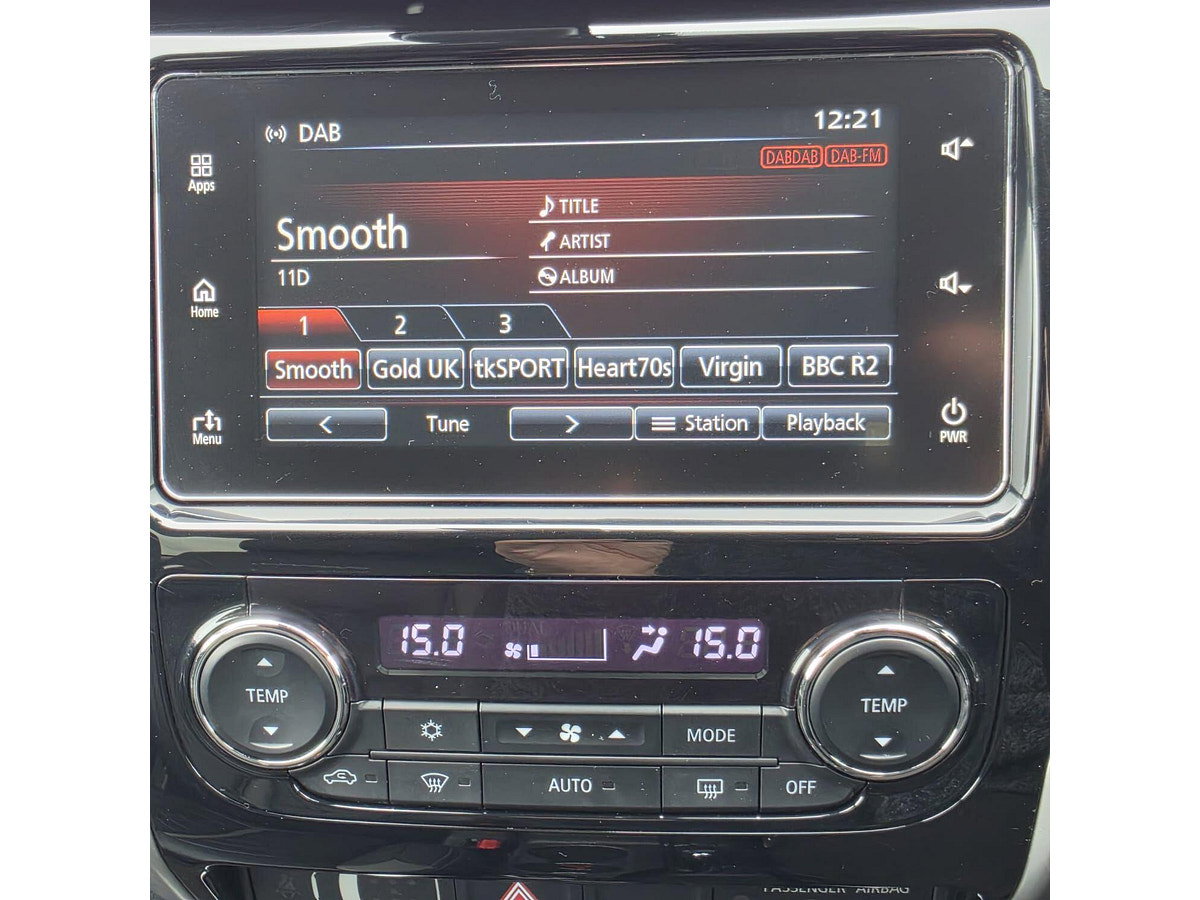 DAB
12:21
DABDAB DAB-FM
Apps
Smooth
TITLE
ARTIST
11D
ALBUM
Home
1 2 3
Smooth Gold UK tkSPORT Heart70s Virgin BBC R2
< Tune > Station Playback
Menu
PWR
15.0 15.0
TEMP
TEMP
MODE
AUTO
OFF
PASSENGER AIRBAG